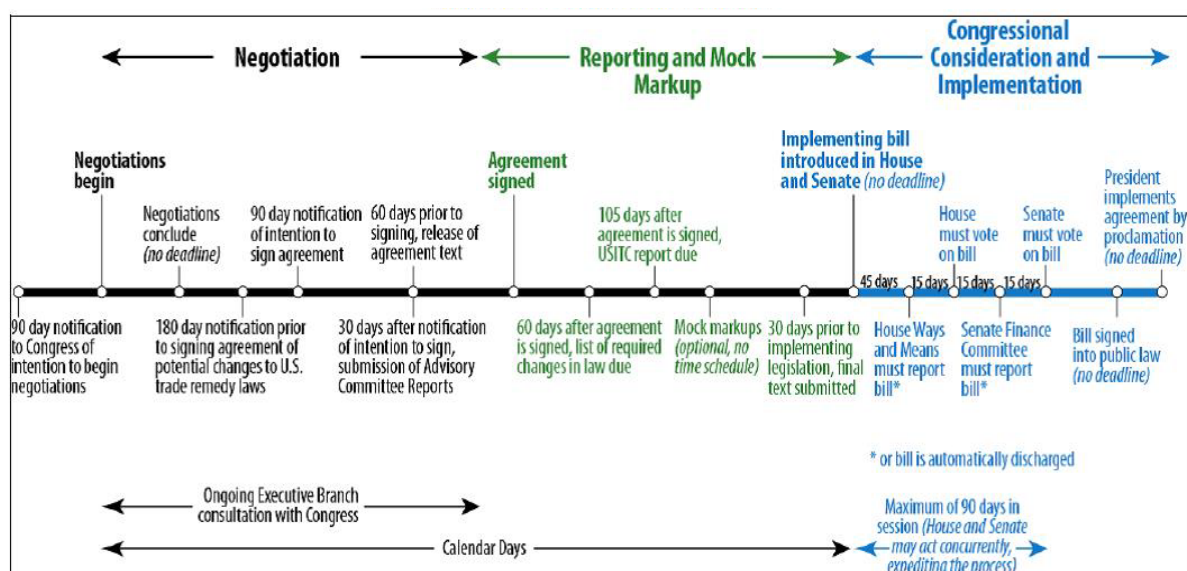 Negotiation
Reporting and Mock
Markup
Congressional
Consideration and
Implementation
Negotiations
begin
Negotiations
conclude
(no deadline)
90 day notification
of intention to
sign agreement
60 days prior to
signing, release of
agreement text
Agreement
signed
105 days after
agreement is signed,
USITC report due
Implementing bill
introduced in House
and Senate (no deadline)
House
must vote
on bill
Senate
must vote
on bill
President
implements
agreement by
proclamation
(no deadline)
45 days
15 days
15 days
15 days
90 day notification
to Congress of
intention to begin
negotiations
180 day notification prior
to signing agreement of
potential changes to U.S.
trade remedy laws
30 days after notification
of intention to sign,
submission of Advisory
Committee Reports
60 days after agreement
is signed, list of required
changes in law due
Mock markups
(optional, no
time schedule)
30 days prior to
implementing
legislation, final
text submitted
House Ways
and Means
must report
bill*
Senate Finance
Committee
must report
bill*
Bill signed
into public law
(no deadline)
* or bill is automatically discharged
Ongoing Executive Branch
consultation with Congress
Calendar Days
Maximum of 90 days in
session (House and Senate
may act concurrently,
expediting the process)